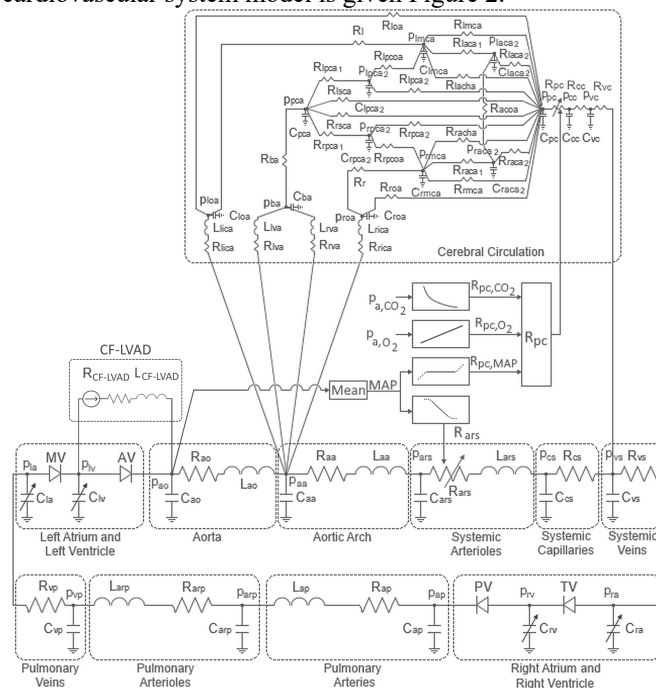 cardiovascular system model is given Figure 2.
Rloa
Rl
Rlmca
plmca
Rlpcoa
Rlaca1
placa2
Rlpca1
plpca2
Clmca
Rlaca2
Claca2
Rlsca
Rlpca2
Rlacha
ppca
Clpca2
Racoa
Cpca
Rrsca
prpca2
Rrpca2
Rrpca1
Rrpcoa
prmca
Rracha
praca2
Rba
Crpca2
Rraca1
Rraca2
Rr
Rroa
Crmca
Rrmca
Craca2
Rpc
Rcc
Rvc
ppc
pcc
pvc
Cpc
Ccc
Cvc
ploa
Cloa
pba
Cba
proa
Croa
Llica
Llva
Lrva
Lrica
Rlica
Rlva
Rrva
Rrica
Cerebral Circulation
pa,CO2
Rpc,CO2
pa,O2
Rpc,O2
Rpc
CF-LVAD
RCF-LVAD
LCF-LVAD
Mean
MAP
Rpc,MAP
Rars
pla
MV
plv
AV
pao
Rao
Lao
paa
Raa
Laa
pars
Rars
Lars
pcs
Rcs
pvs
Rvs
Cla
Clv
Cao
Caa
Cars
Ccs
Cvs
Left Atrium and
Left Ventricle
Aorta
Aortic Arch
Systemic
Arterioles
Systemic
Capillaries
Systemic
Veins
Rvp
pvp
Larp
Rarp
parp
Lap
Rap
pap
PV
prv
TV
pra
Cvp
Carp
Cap
Crv
Cra
Pulmonary
Veins
Pulmonary
Arterioles
Pulmonary
Arteries
Right Atrium and
Right Ventricle